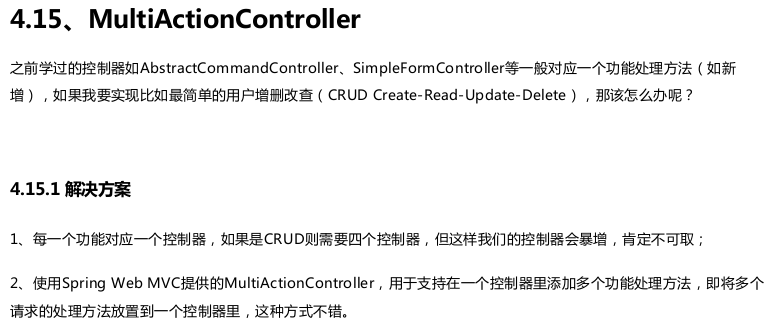 4.15、MultiActionController
之前学过的控制器如AbstractCommandController、SimpleFormController等一般对应一个功能处理方法（如新
增），如果我要实现比如最简单的用户增删改查（CRUD Create-Read-Update-Delete），那该怎么办呢？
4.15.1 解决方案
1、每一个功能对应一个控制器，如果是CRUD则需要四个控制器，但这样我们的控制器会暴增，肯定不可取；
2、使用Spring Web MVC提供的MultiActionController，用于支持在一个控制器里添加多个功能处理方法，即将多个
请求的处理方法放置到一个控制器里，这种方式不错。